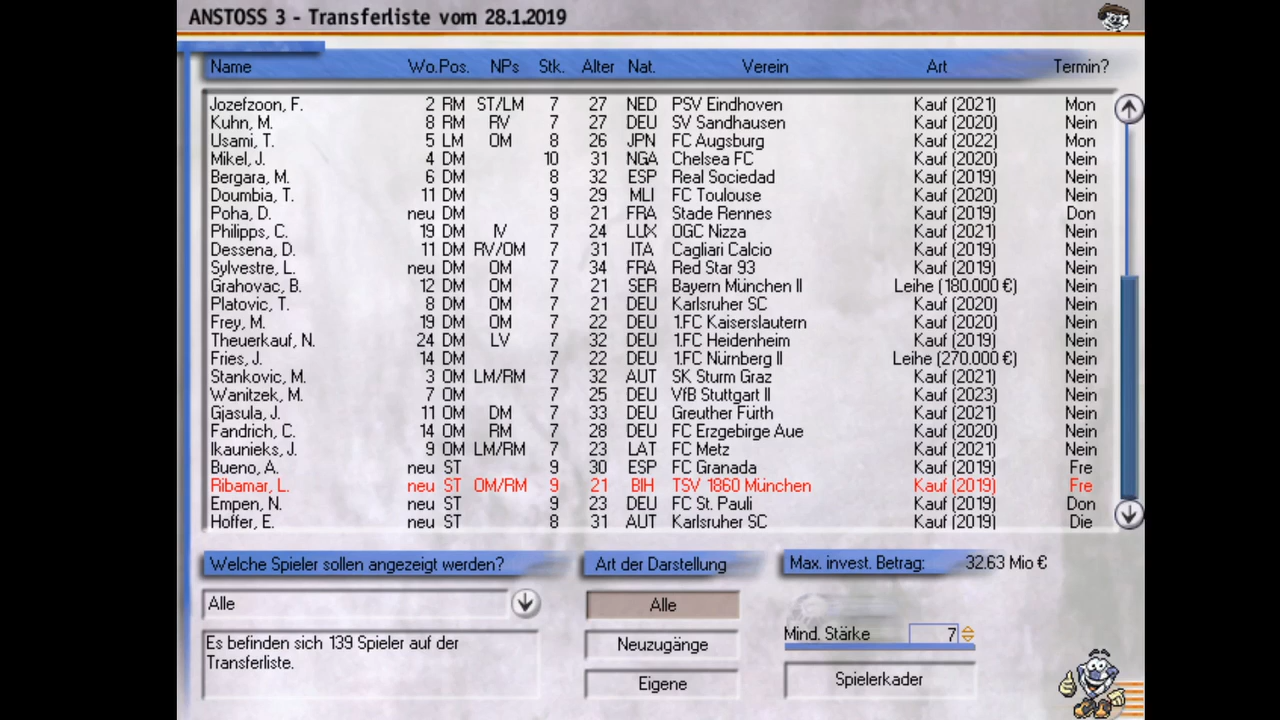 ANSTOSS 3 - Transferliste vom 28.1.2019
Name Wo.Pos. NPs Stk. Alter Nat. Verein Art Termin?
Jozefzoon, F. 2 RM ST/LM 7 27 NED PSV Eindhoven Kauf (2021) Mon
Kuhn, M. 8 RM RV 7 27 DEU SV Sandhausen Kauf (2020) Nein
Usami, T. 5 LM OM 8 26 JPN FC Augsburg Kauf (2022) Mon
Mikel, J. 4 DM 10 31 NGA Chelsea FC Kauf (2020) Nein
Bergara, M. 6 DM 8 32 ESP Real Sociedad Kauf (2019) Nein
Doumbia, T. 11 DM 9 29 MLI FC Toulouse Kauf (2020) Nein
Poha, D. neu DM 8 21 FRA Stade Rennes Kauf (2019) Don
Philipps, C. 19 DM IV 7 24 LUX OGC Nizza Kauf (2021) Nein
Dessena, D. 11 DM RV/OM 7 31 ITA Cagliari Calcio Kauf (2019) Nein
Sylvestre, L. neu DM OM 7 34 FRA Red Star 93 Kauf (2019) Nein
Grahovac, B. 12 DM OM 7 21 SER Bayern München II Leihe (180.000 €) Nein
Platovic, T. 8 DM OM 7 21 DEU Karlsruher SC Kauf (2020) Nein
Frey, M. 19 DM OM 7 22 DEU 1.FC Kaiserslautern Kauf (2020) Nein
Theuerkauf, N. 24 DM LV 7 32 DEU 1.FC Heidenheim Kauf (2019) Nein
Fries, J. 14 DM 7 22 DEU 1.FC Nürnberg II Leihe (270.000 €) Nein
Stankovic, M. 3 OM LM/RM 7 32 AUT SK Sturm Graz Kauf (2021) Nein
Wanitzek, M. 7 OM 7 25 DEU VfB Stuttgart II Kauf (2023) Nein
Gjasula, J. 11 OM DM 7 33 DEU Greuther Fürth Kauf (2021) Nein
Fandrich, C. 14 OM RM 7 28 DEU FC Erzgebirge Aue Kauf (2020) Nein
Ikaunieks, J. 9 OM LM/RM 7 23 LAT FC Metz Kauf (2021) Nein
Bueno, A. neu ST 9 30 ESP FC Granada Kauf (2019) Fre
Ribamar, L. neu ST OM/RM 9 21 BIH TSV 1860 München Kauf (2019) Fre
Empen, N. neu ST 9 23 DEU FC St. Pauli Kauf (2019) Don
Hoffer, E. neu ST 8 31 AUT Karlsruher SC Kauf (2019) Die
Welche Spieler sollen angezeigt werden? Art der Darstellung Max. invest. Betrag: 32.63 Mio €
Alle
Alle
Es befinden sich 139 Spieler auf der
Transferliste.
Neuzugänge
Eigene
Mind. Stärke 7
Spielerkader